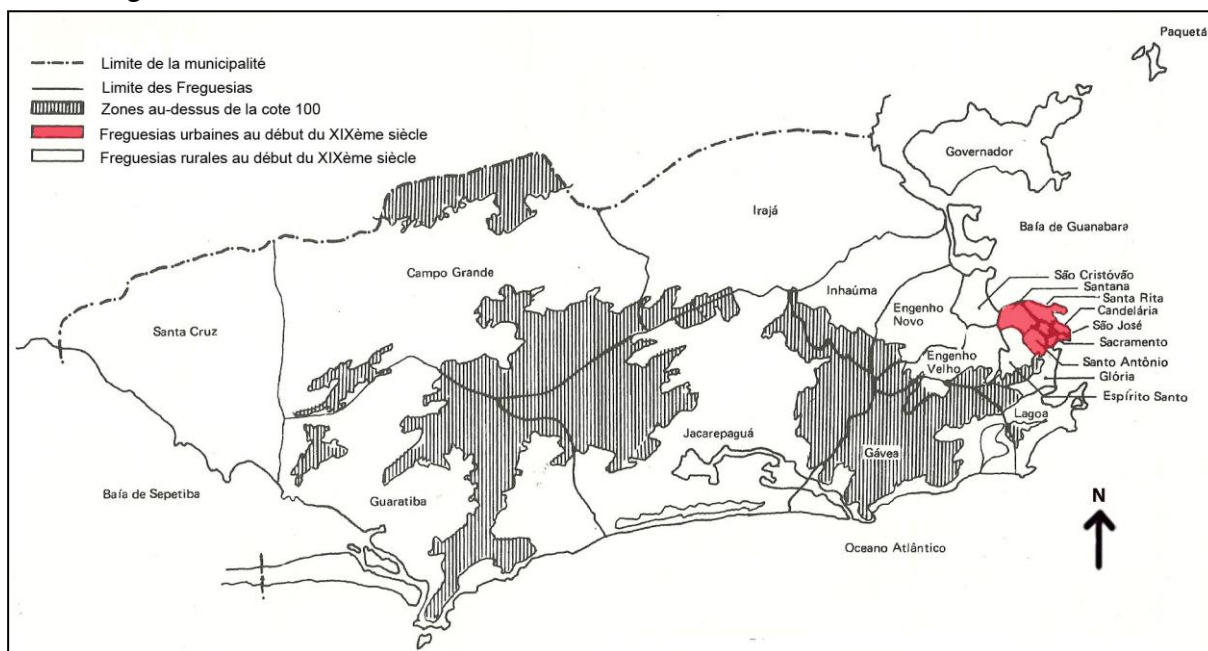 Limite de la municipalité
Limite des Freguesias
Zones au-dessus de la cote 100
Freguesias urbaines au début du XIXème siècle
Freguesias rurales au début du XIXème siècle
Paquetá
Governador
Irajá
Baía de Guanabara
Campo Grande
São Cristóvão
Inhaúma
Santana
Santa Rita
Engenho
Novo
Candelária
Santa Cruz
São José
Sacramento
Engenho
Velho
Santo Antônio
Glória
Espírito Santo
Lagoa
Jacarepaguá
Gávea
Baía de Sepetiba
Guaratiba
N
Oceano Atlântico